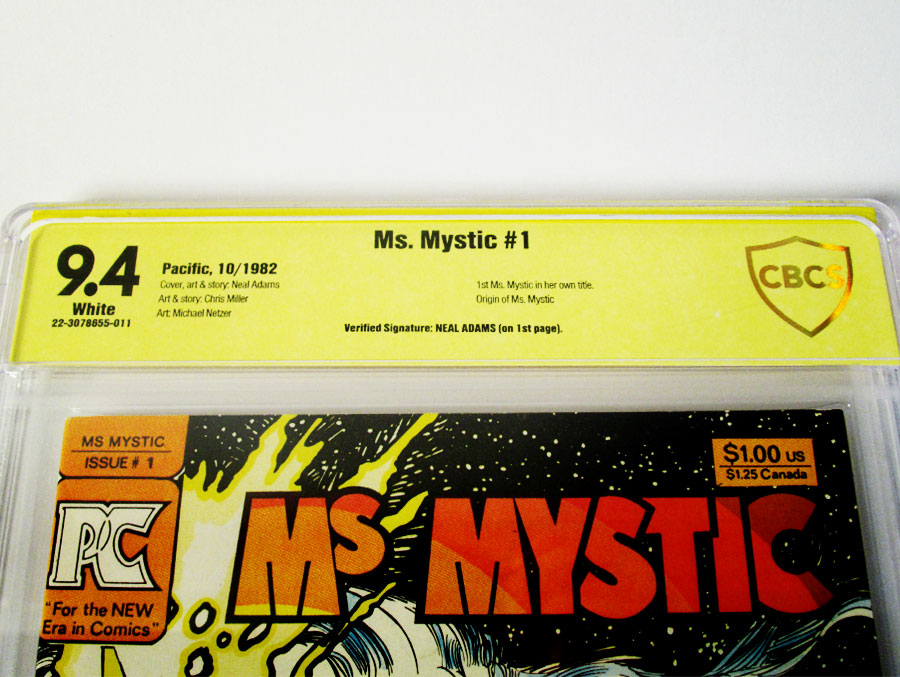 Ms. Mystic #1
9.4
White
22-3078655-011
Pacific, 10/1982
Cover, art & story: Neal Adams
Art & story: Chris Miller
Art: Michael Netzer
1st Ms. Mystic in her own title.
Origin of Ms. Mystic
Verified Signature: NEAL ADAMS (on 1st page).
CBCS
MS MYSTIC
ISSUE # 1
PC
"For the NEW
Era in Comics"
$1.00 US
$1.25 Canada
Ms MYSTIC